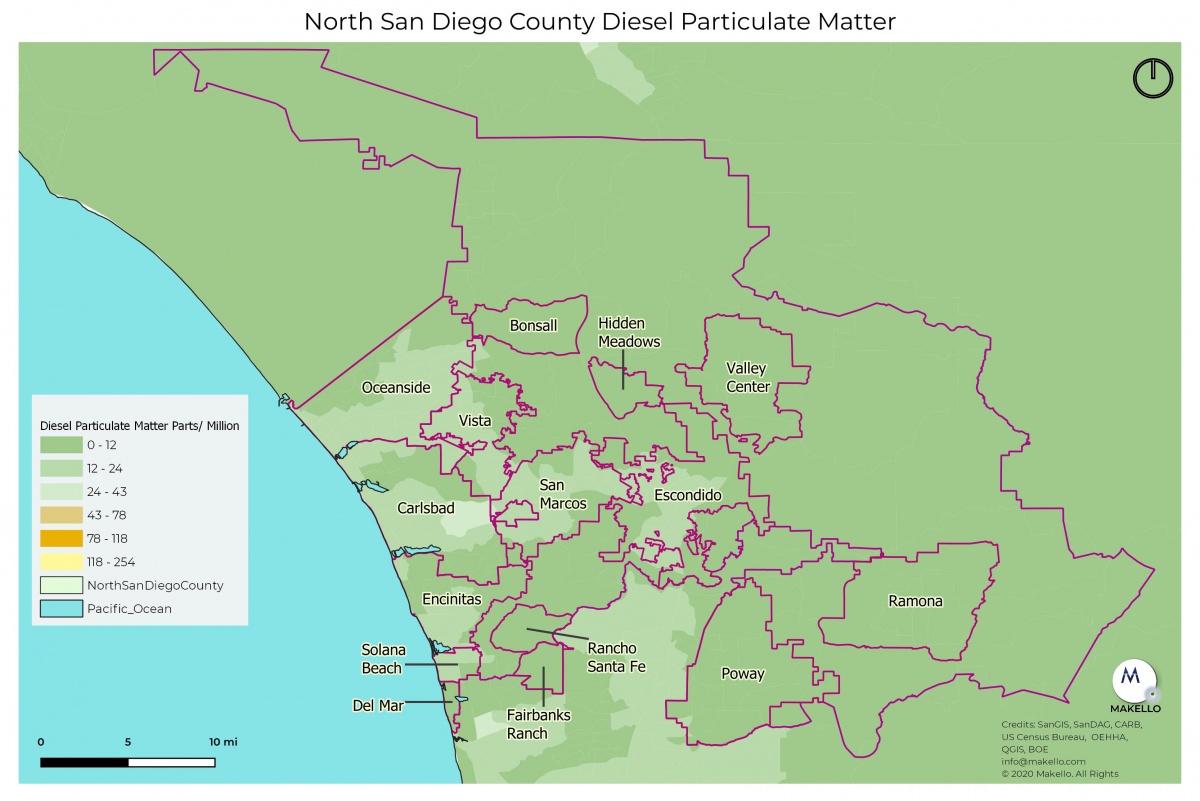 North San Diego County Diesel Particulate Matter
Bonsall
Hidden
Meadows
Valley
Center
Oceanside
Vista
San
Marcos
Escondido
Carlsbad
Encinitas
Ramona
Solana
Beach
Rancho
Santa Fe
Poway
Del Mar
Fairbanks
Ranch
Diesel Particulate Matter Parts/ Million
0 - 12
12 - 24
24 - 43
43 - 78
78 - 118
118 - 254
NorthSanDiegoCounty
Pacific_Ocean
0 5 10 mi
M
MAKELLO
Credits: SanGIS, SanDAG, CARB,
US Census Bureau, OEHHA,
QGIS, BOE
info@makello.com
© 2020 Makello. All Rights